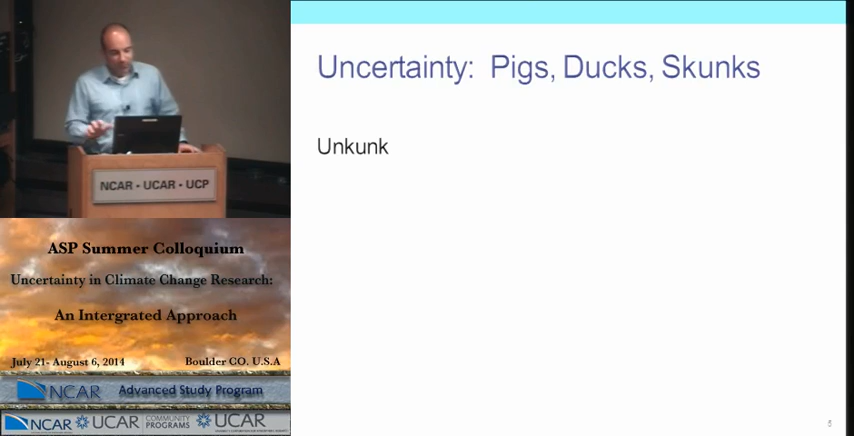 Uncertainty: Pigs, Ducks, Skunks
Unkunk
NCAR • UCAR • UCP
ASP Summer Colloquium
Uncertainty in Climate Change Research:
An Intergrated Approach
July 21- August 6, 2014 Boulder CO. U.S.A
NCAR Advanced Study Program
NCAR UCAR COMMUNITY PROGRAMS UCAR
5